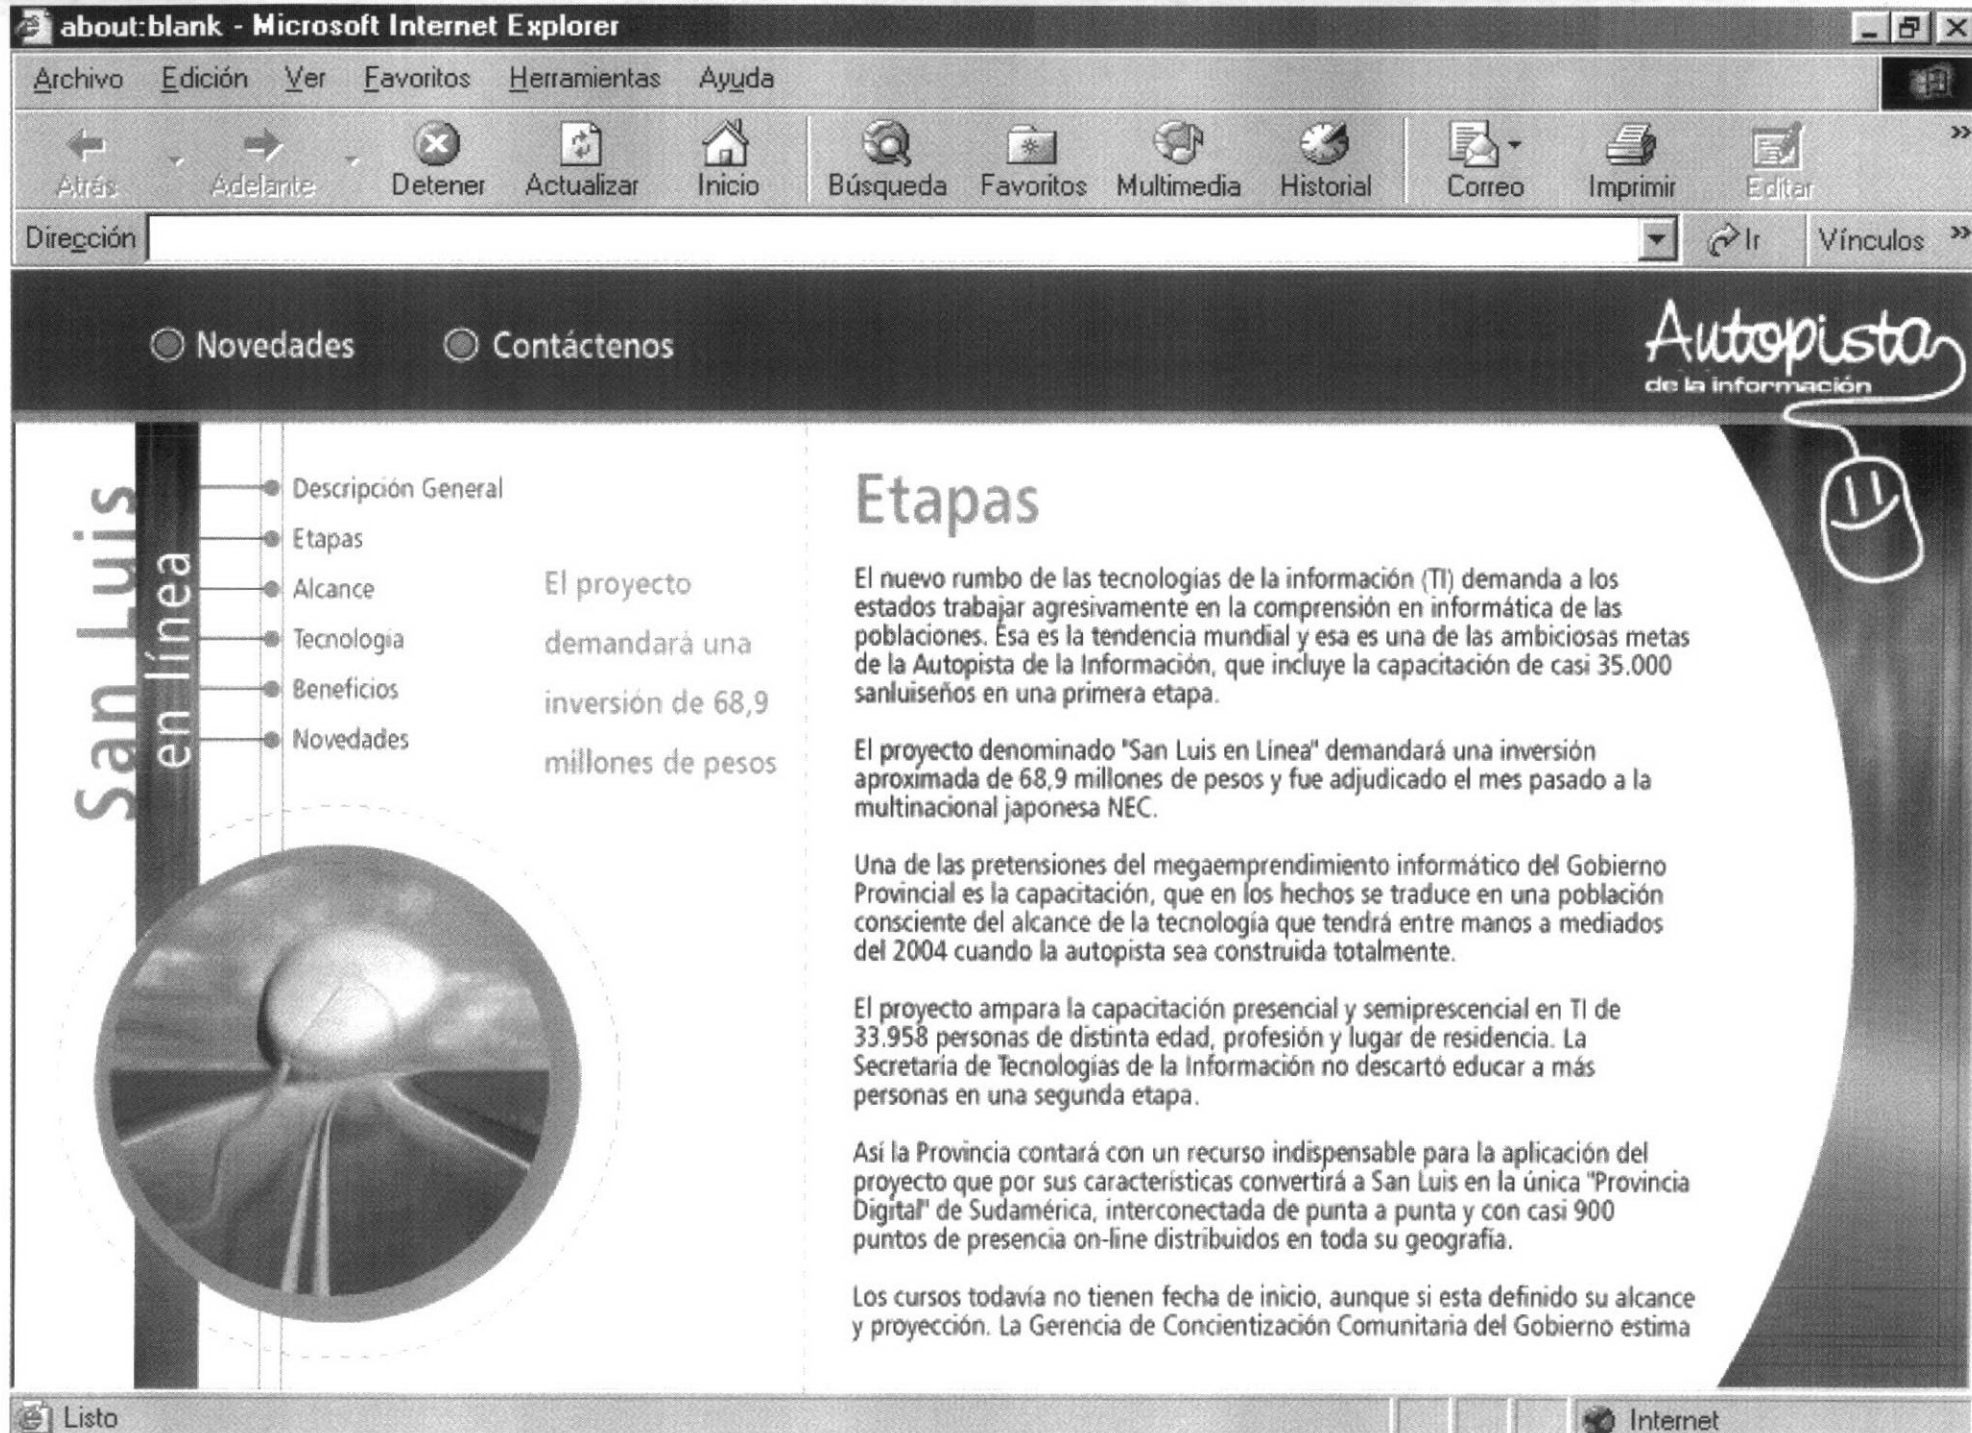 about:blank - Microsoft Internet Explorer
Archivo Edición Ver Favoritos Herramientas Ayuda
Atrás Adelante Detener Actualizar Inicio Búsqueda Favoritos Multimedia Historial Correo Imprimir Editar
Dirección Ir Vínculos
Novedades Contáctenos
Autopista
de la información
San Luis
en línea
Descripción General
Etapas
Alcance
Tecnología
Beneficios
Novedades
El proyecto
demandará una
inversión de 68,9
millones de pesos
Etapas
El nuevo rumbo de las tecnologías de la información (TI) demanda a los
estados trabajar agresivamente en la comprensión en informática de las
poblaciones. Esa es la tendencia mundial y esa es una de las ambiciosas metas
de la Autopista de la Información, que incluye la capacitación de casi 35.000
sanluiseños en una primera etapa.
El proyecto denominado "San Luis en Línea" demandará una inversión
aproximada de 68,9 millones de pesos y fue adjudicado el mes pasado a la
multinacional japonesa NEC.
Una de las pretensiones del megaemprendimiento informático del Gobierno
Provincial es la capacitación, que en los hechos se traduce en una población
consciente del alcance de la tecnología que tendrá entre manos a mediados
del 2004 cuando la autopista sea construida totalmente.
El proyecto ampara la capacitación presencial y semiprescencial en TI de
33.958 personas de distinta edad, profesión y lugar de residencia. La
Secretaría de Tecnologías de la Información no descartó educar a más
personas en una segunda etapa.
Así la Provincia contará con un recurso indispensable para la aplicación del
proyecto que por sus características convertirá a San Luis en la única "Provincia
Digital" de Sudamérica, interconectada de punta a punta y con casi 900
puntos de presencia on-line distribuidos en toda su geografía.
Los cursos todavía no tienen fecha de inicio, aunque si esta definido su alcance
y proyección. La Gerencia de Concientización Comunitaria del Gobierno estima
Listo Internet